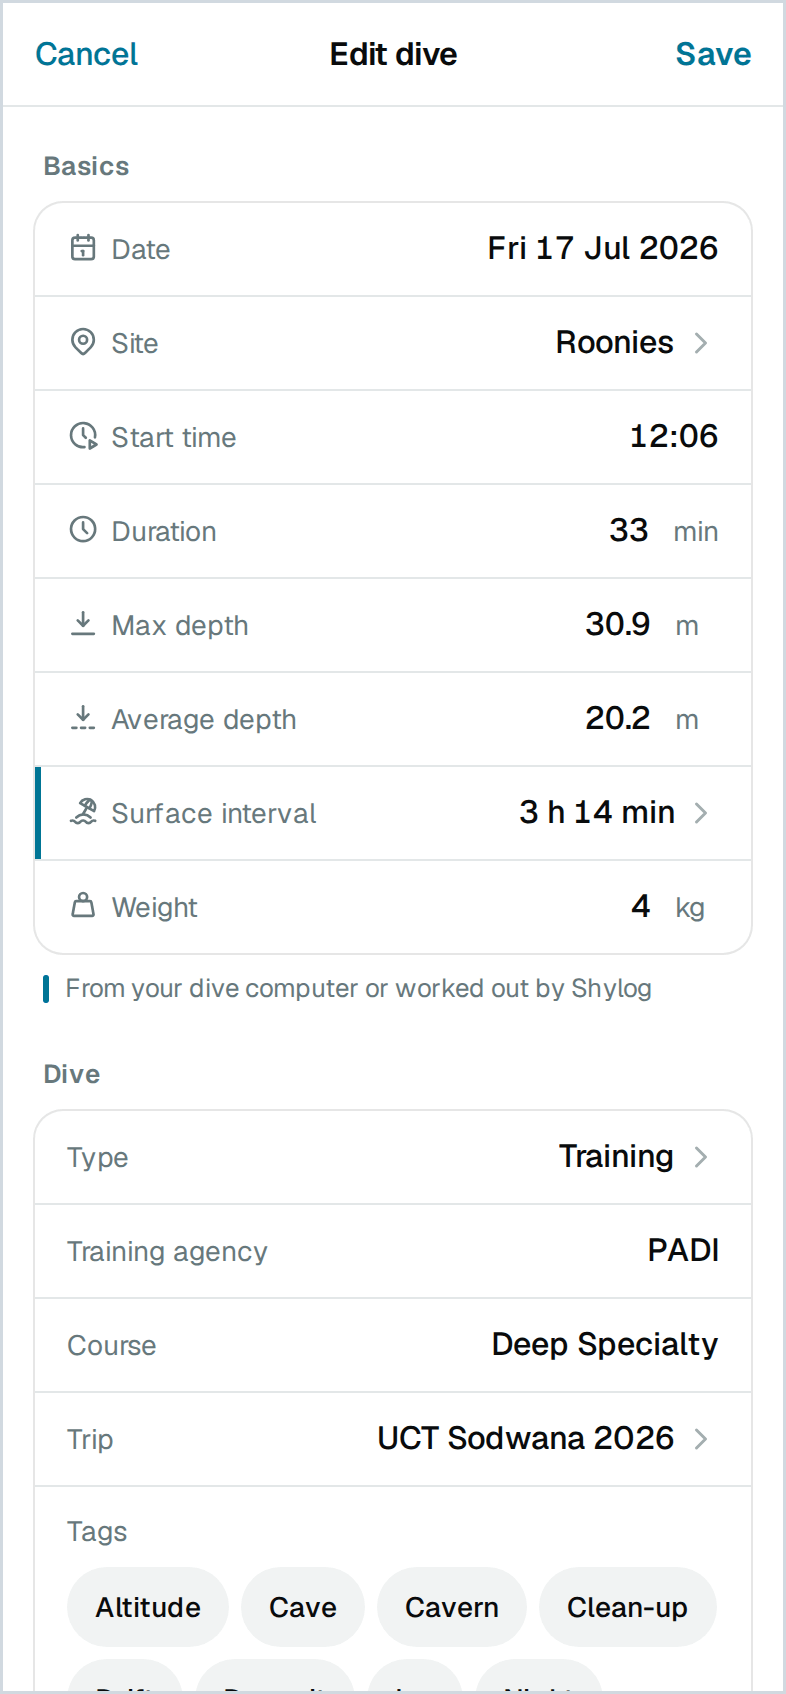 Cancel Edit dive Save
Basics
Date Fri 17 Jul 2026
Site Roonies
Start time 12:06
Duration 33 min
Max depth 30.9 m
Average depth 20.2 m
Surface interval 3 h 14 min
Weight 4 kg
From your dive computer or worked out by Shylog
Dive
Type Training
Training agency PADI
Course Deep Specialty
Trip UCT Sodwana 2026
Tags
Altitude Cave Cavern Clean-up